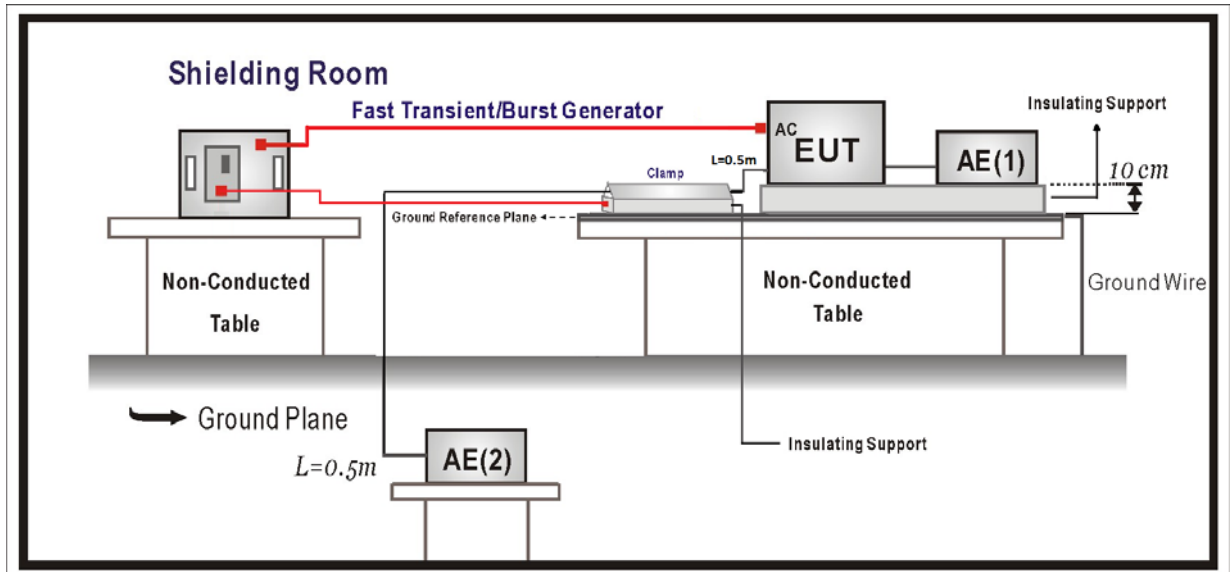 Shielding Room
Fast Transient/Burst Generator
Insulating Support
AC
EUT
AE(1)
10 cm
L=0.5m
Clamp
Ground Reference Plane
Non-Conducted
Table
Non-Conducted
Table
Ground Wire
Ground Plane
L=0.5m
AE(2)
Insulating Support